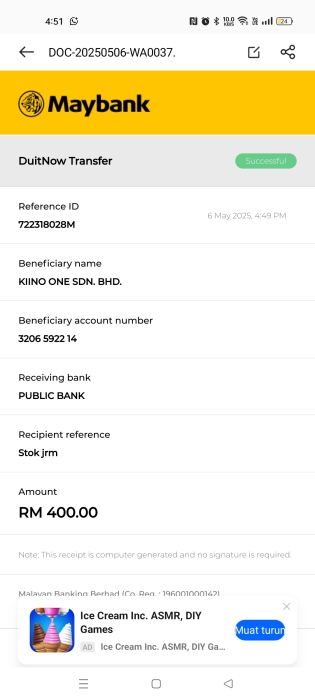 4:51
10.0 KB/S
24
DOC-20250506-WA0037.
Maybank
DuitNow Transfer
Successful
Reference ID
722318028M
6 May 2025, 4:49 PM
Beneficiary name
KIINO ONE SDN. BHD.
Beneficiary account number
3206 5922 14
Receiving bank
PUBLIC BANK
Recipient reference
Stok jrm
Amount
RM 400.00
Note: This receipt is computer generated and no signature is required.
Malayan Banking Berhad (Co. Reg. : 196001000142)
Ice Cream Inc. ASMR, DIY
Games
AD Ice Cream Inc. ASMR, DIY Ga...
Muat turun